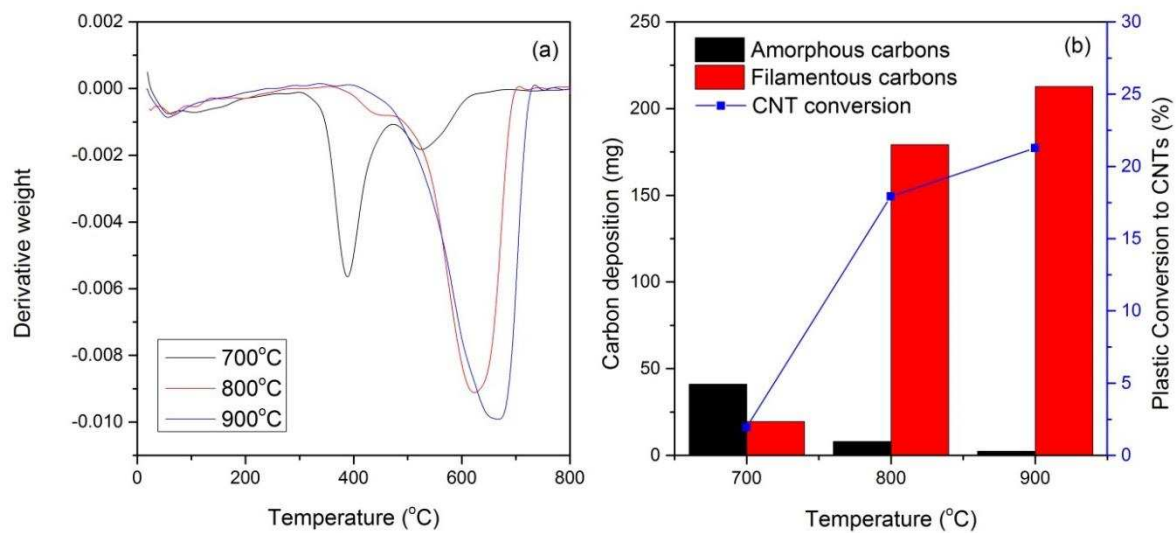 (a)
0.002
0.000
-0.002
-0.004
-0.006
-0.008
-0.010
Derivative weight
700°C
800°C
900°C
0
200
400
600
800
Temperature (°C)
(b)
Amorphous carbons
Filamentous carbons
CNT conversion
250
200
150
100
50
0
Carbon deposition (mg)
30
25
20
15
10
5
0
Plastic Conversion to CNTs (%)
700
800
900
Temperature (°C)